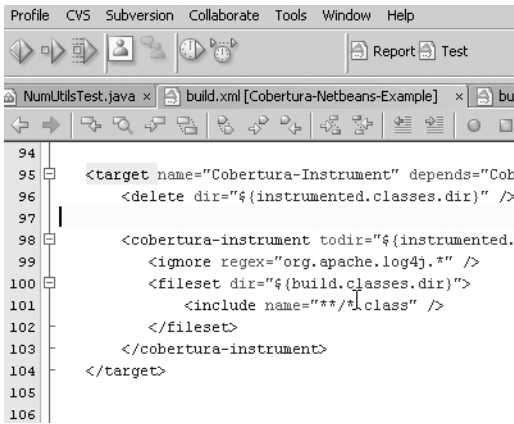 Profile CVS Subversion Collaborate Tools Window Help
Report Test
NumUtilsTest.java × build.xml [Cobertura-Netbeans-Example] × bu
94
95 <target name="Cobertura-Instrument" depends="Cob
96 <delete dir="${instrumented.classes.dir}" />
97
98 <cobertura-instrument todir="${instrumented.
99 <ignore regex="org.apache.log4j.*" />
100 <fileset dir="${build.classes.dir}">
101 <include name="**/*.class" />
102 </fileset>
103 </cobertura-instrument>
104 </target>
105
106